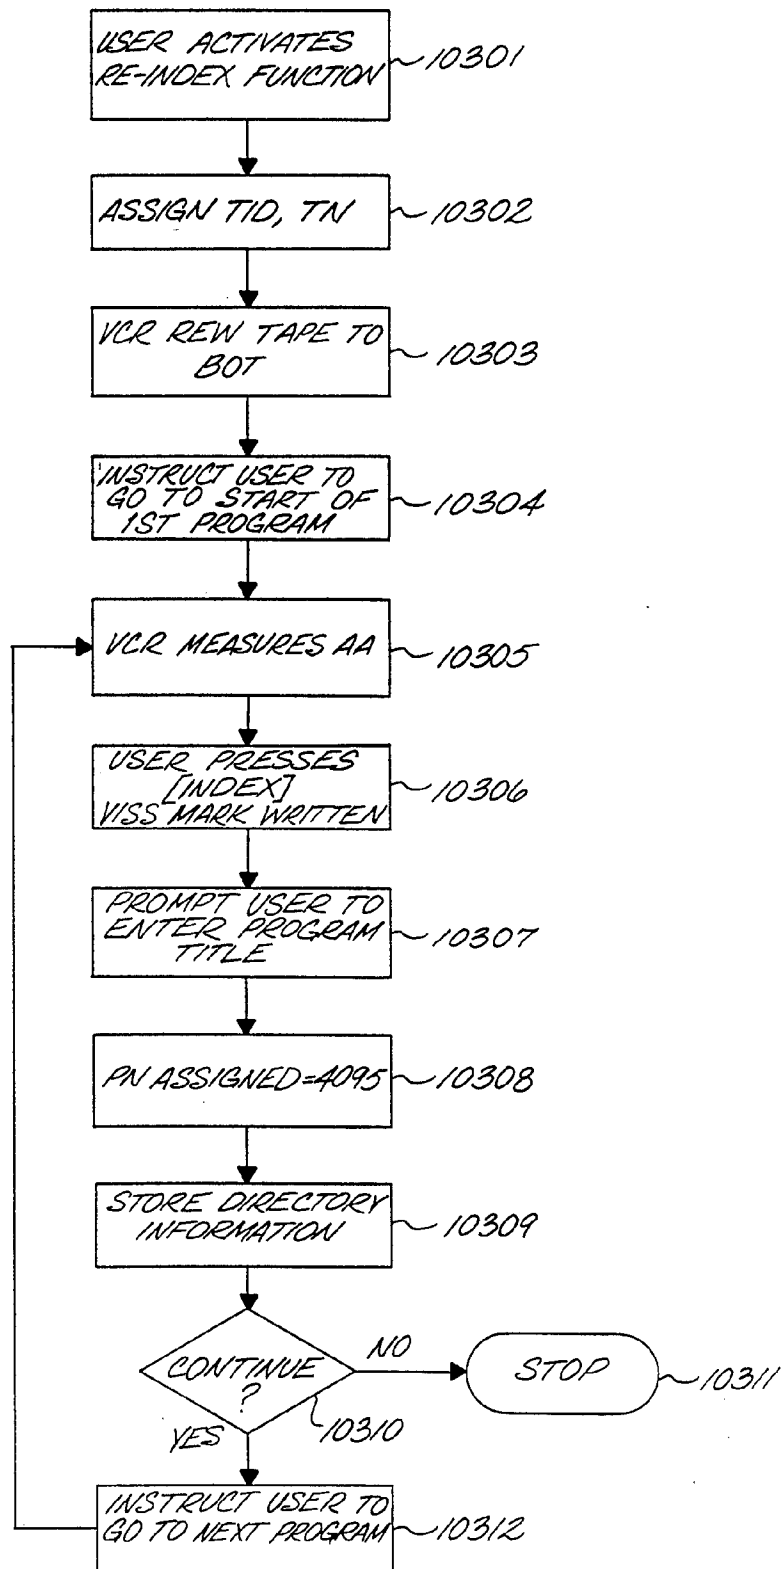 USER ACTIVATES
RE-INDEX FUNCTION
10301
ASSIGN TID, TN
10302
VCR REW TAPE TO
BOT
10303
INSTRUCT USER TO
GO TO START OF
1ST PROGRAM
10304
VCR MEASURES AA
10305
USER PRESSES
[INDEX]
VISS MARK WRITTEN
10306
PROMPT USER TO
ENTER PROGRAM
TITLE
10307
PN ASSIGNED=4095
10308
STORE DIRECTORY
INFORMATION
10309
CONTINUE
?
10310
NO
STOP
10311
YES
INSTRUCT USER TO
GO TO NEXT PROGRAM
10312